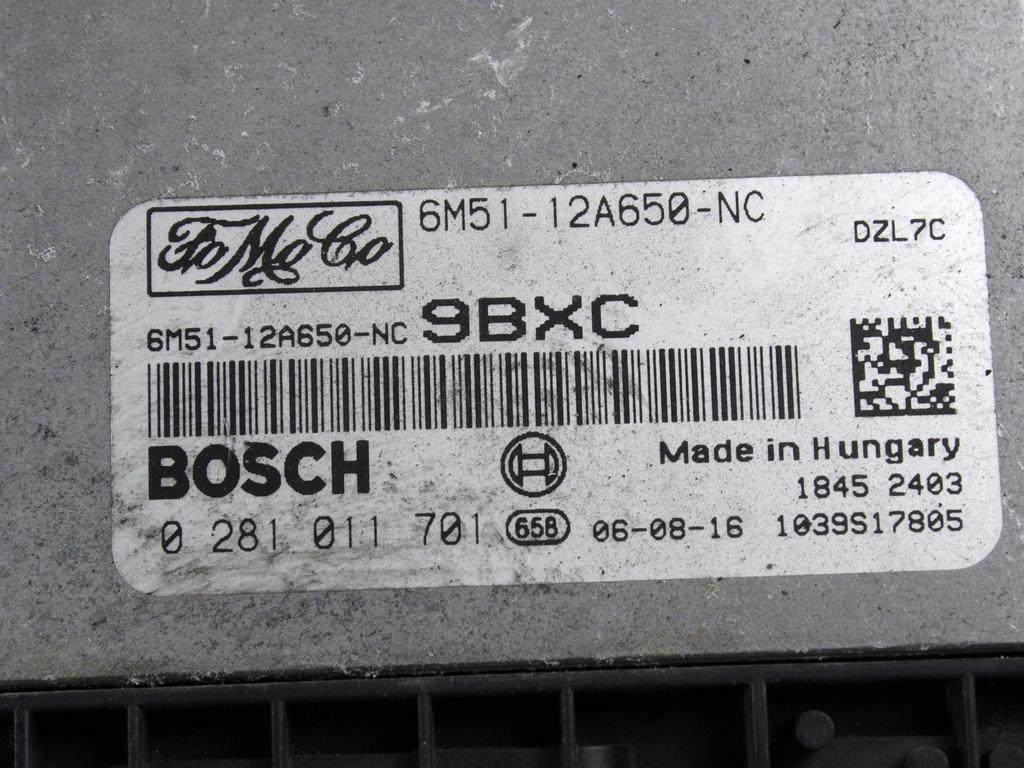 FoMoCo 6M51-12A650-NC DZL7C
6M51-12A650-NC 9BXC
BOSCH Made in Hungary
1845 2403
0 281 011 701 658 06-08-16 1039S17805